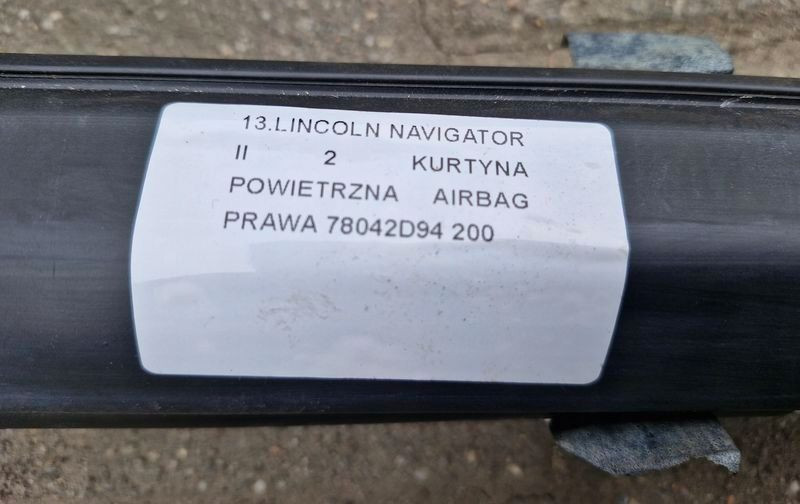 13.LINCOLN NAVIGATOR
II 2 KURTYNA
POWIETRZNA AIRBAG
PRAWA 78042D94 200